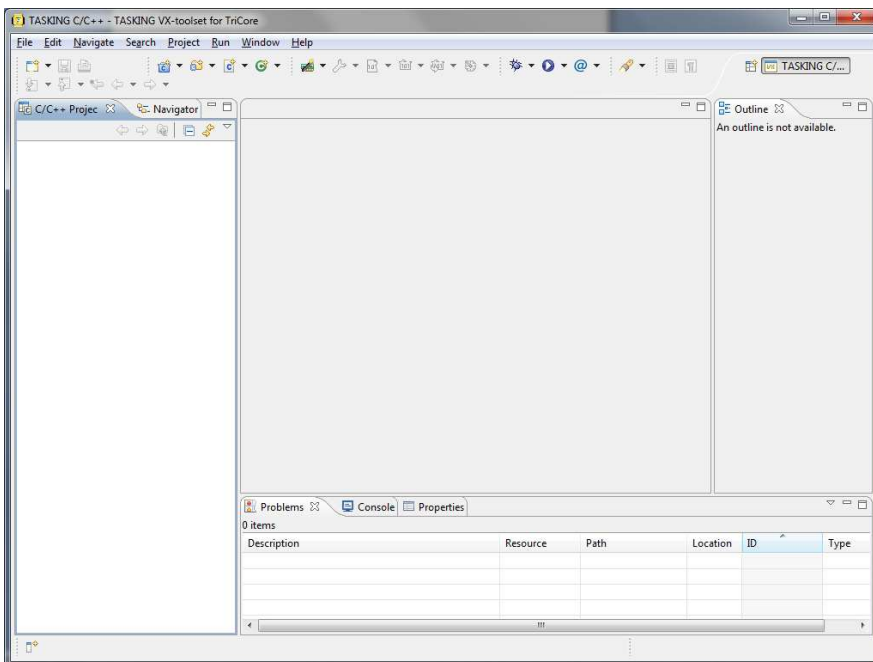 TASKING C/C++ - TASKING VX-toolset for TriCore
File Edit Navigate Search Project Run Window Help
TASKING C/...
C/C++ Projec Navigator
Outline
An outline is not available.
Problems Console Properties
0 items
Description Resource Path Location ID Type